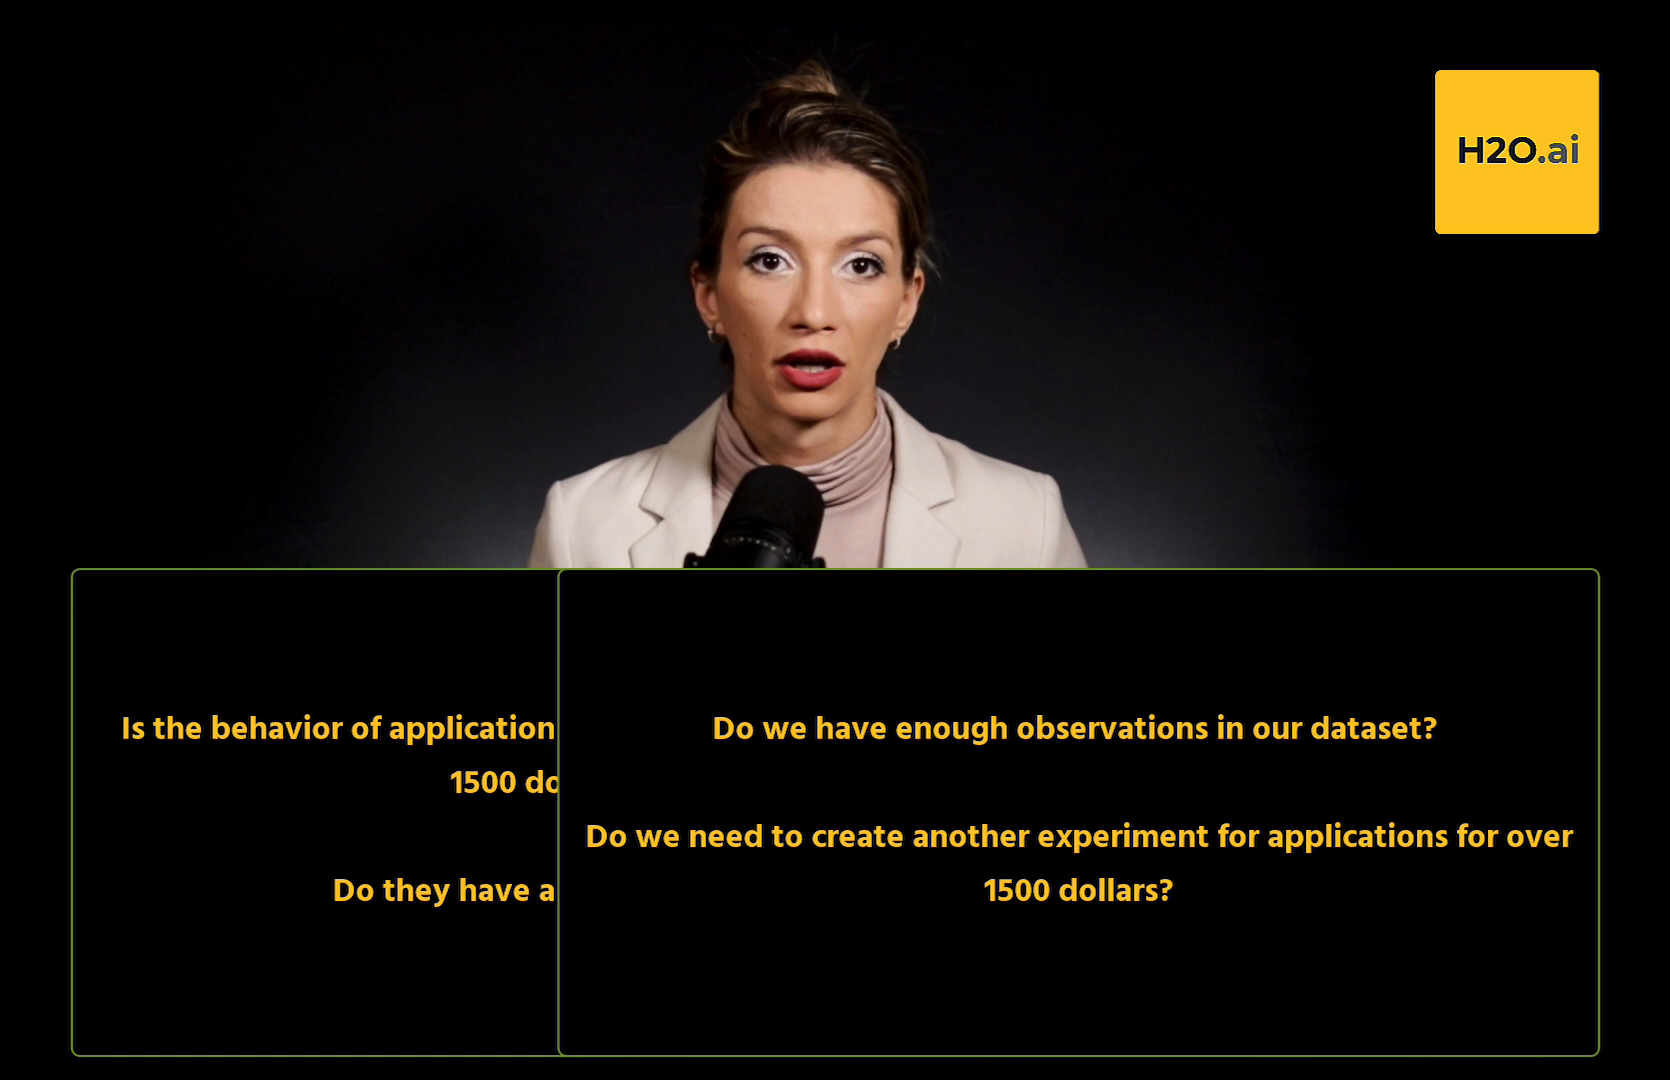 H2O.ai
Is the behavior of application
1500
Do they have a
Do we have enough observations in our dataset?
Do we need to create another experiment for applications for over
1500 dollars?